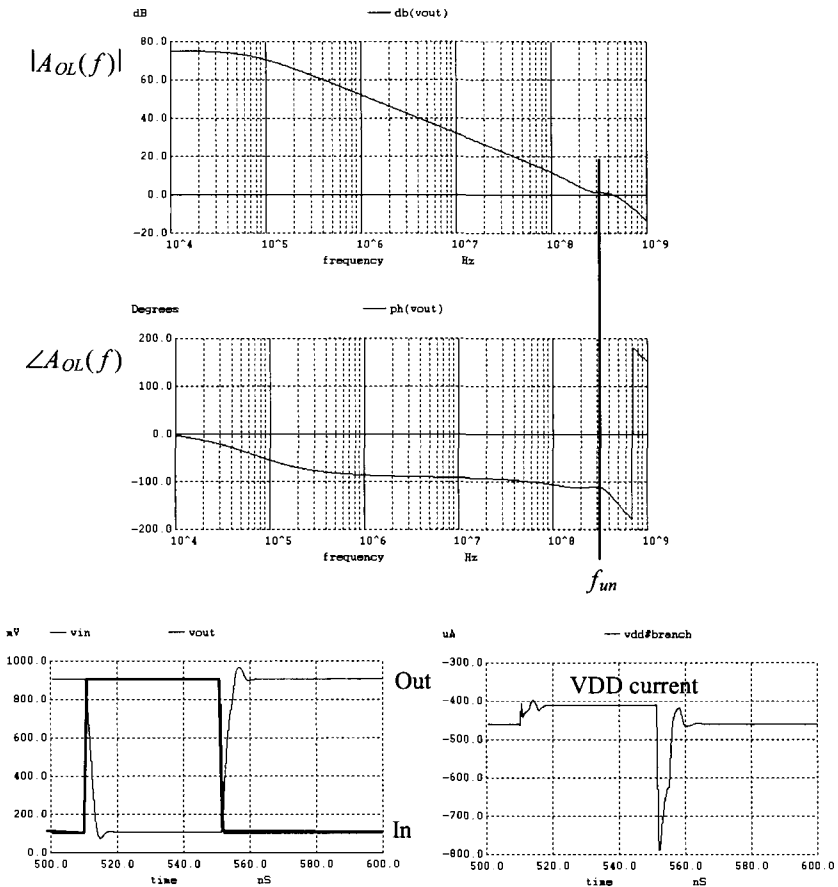 dB — db(vout)
|A_OL(f)|
80.0
60.0
40.0
20.0
0.0
-20.0
10^4 10^5 10^6 10^7 10^8 10^9
frequency Hz
Degrees — ph(vout)
∠A_OL(f)
200.0
100.0
0.0
-100.0
-200.0
10^4 10^5 10^6 10^7 10^8 10^9
frequency Hz
f_un
mV — vin — vout
1000.0
800.0
600.0
400.0
200.0
0.0
500.0 520.0 540.0 560.0 580.0 600.0
time nS
Out
In
uA — vdd#branch
VDD current
-300.0
-400.0
-500.0
-600.0
-700.0
-800.0
500.0 520.0 540.0 560.0 580.0 600.0
time nS